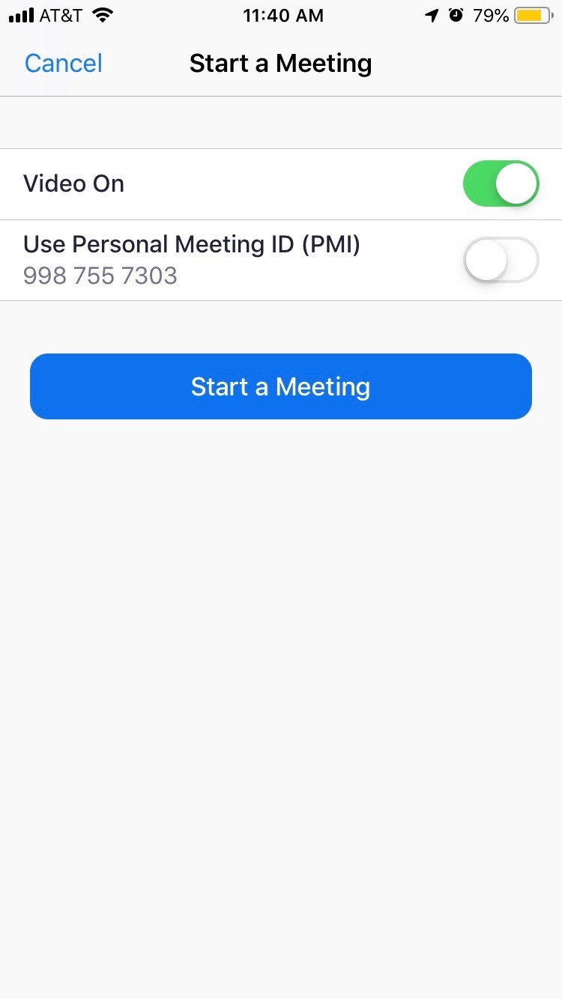 AT&T 11:40 AM 79%
Cancel Start a Meeting
Video On
Use Personal Meeting ID (PMI)
998 755 7303
Start a Meeting